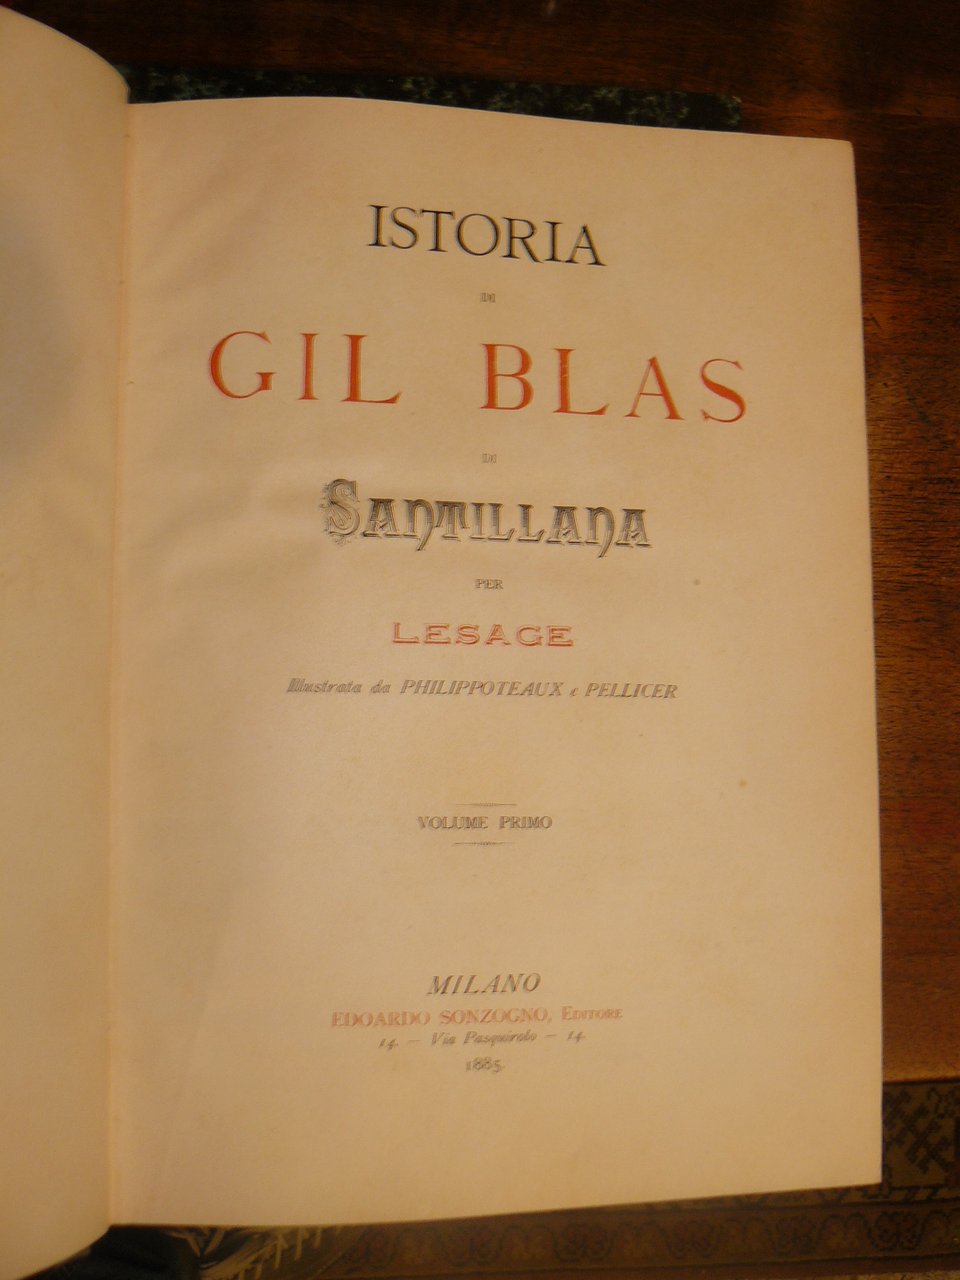 ISTORIA
DI
GIL BLAS
DI
SANTILLANA
PER
LESAGE
Illustrata da PHILIPPOTEAUX e PELLICER
VOLUME PRIMO
MILANO
EDOARDO SONZOGNO, EDITORE
14. — Via Pasquirolo — 14.
1885.